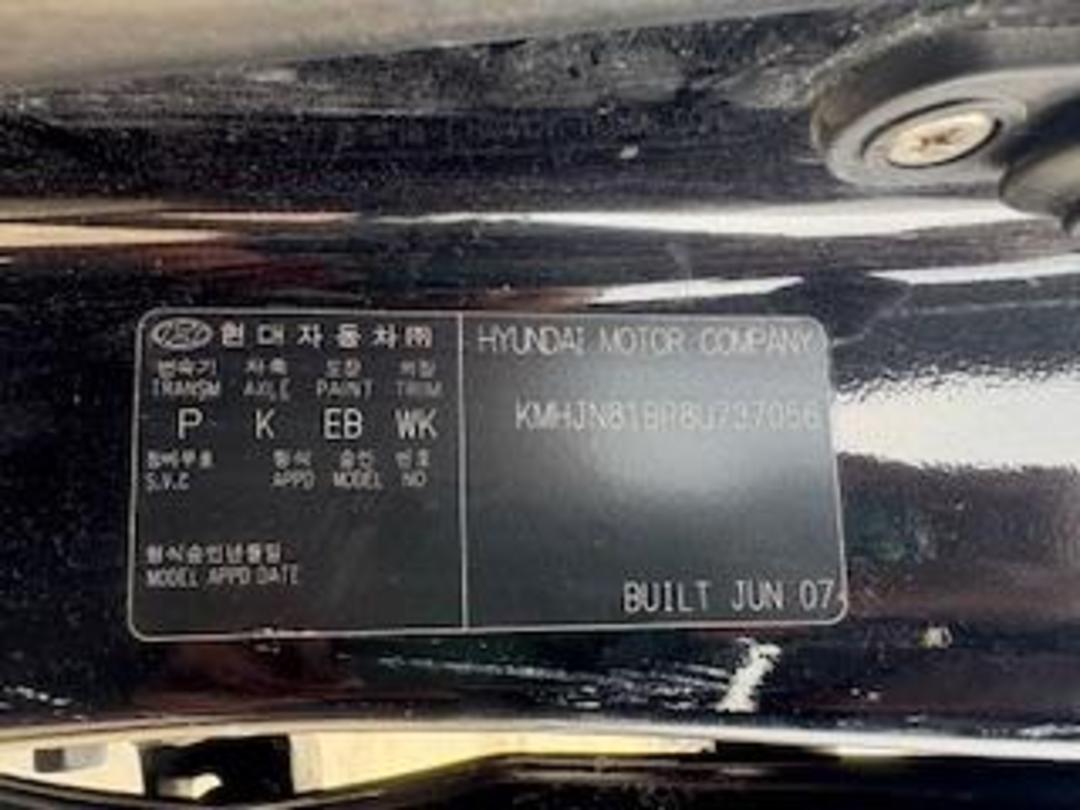 현대자동차㈜
변속기 차축 도장 내장
TRANSM AXLE PAINT TRIM
P K EB WK
컴비부호 형식 승인 번호
S.V.C APPD MODEL NO
형식승인년월일
MODEL APPD DATE
HYUNDAI MOTOR COMPANY
KMHJN81BR8U737056
BUILT JUN 07